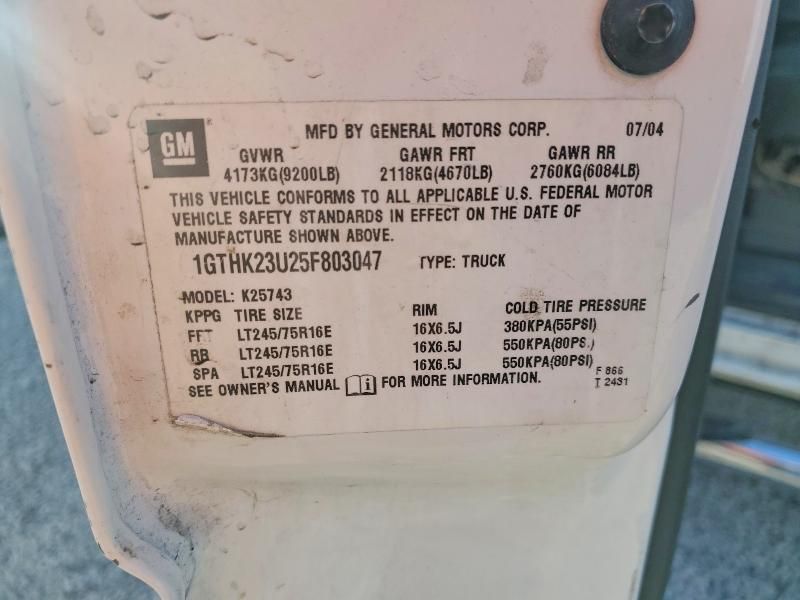 GM
MFD BY GENERAL MOTORS CORP. 07/04
GVWR GAWR FRT GAWR RR
4173KG(9200LB) 2118KG(4670LB) 2760KG(6084LB)
THIS VEHICLE CONFORMS TO ALL APPLICABLE U.S. FEDERAL MOTOR
VEHICLE SAFETY STANDARDS IN EFFECT ON THE DATE OF
MANUFACTURE SHOWN ABOVE.
1GTHK23U25F803047 TYPE: TRUCK
MODEL: K25743
KPPG TIRE SIZE RIM COLD TIRE PRESSURE
FRT LT245/75R16E 16X6.5J 380KPA(55PSI)
RR LT245/75R16E 16X6.5J 550KPA(80PS.)
SPA LT245/75R16E 16X6.5J 550KPA(80PSI)
SEE OWNER'S MANUAL FOR MORE INFORMATION. F 866
T 2431